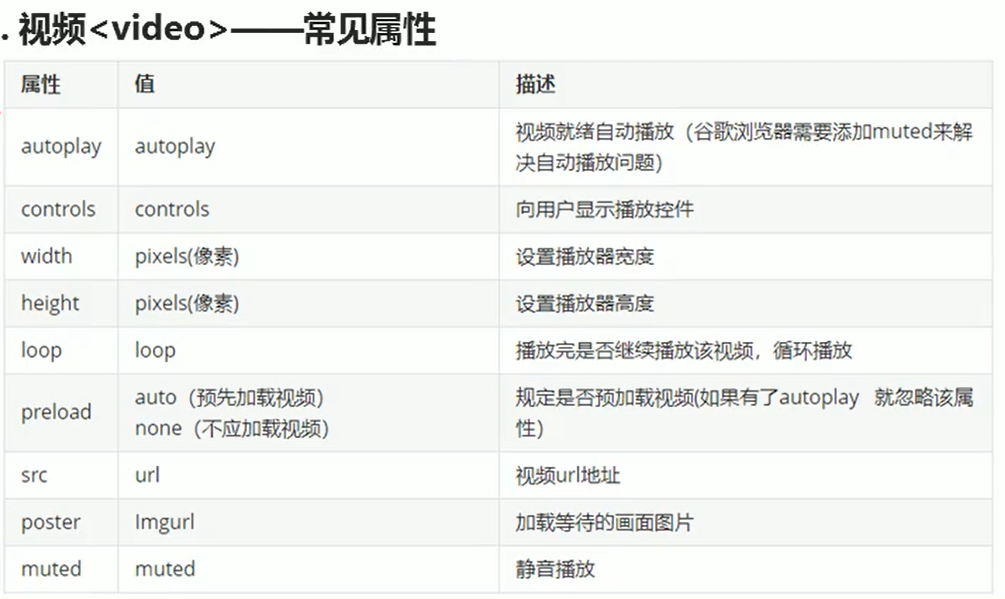 . 视频<video>——常见属性
属性 值 描述
autoplay autoplay 视频就绪自动播放（谷歌浏览器需要添加muted来解
决自动播放问题）
controls controls 向用户显示播放控件
width pixels(像素) 设置播放器宽度
height pixels(像素) 设置播放器高度
loop loop 播放完是否继续播放该视频，循环播放
preload auto（预先加载视频） 规定是否预加载视频(如果有了autoplay 就忽略该属
none（不应加载视频） 性）
src url 视频url地址
poster Imgurl 加载等待的画面图片
muted muted 静音播放